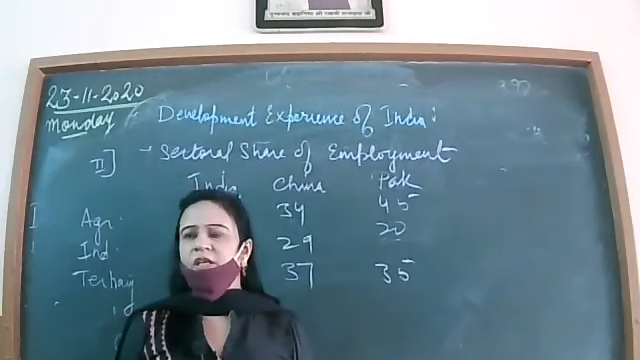 23-11-2020
Monday
Development Experience of India:
II] - Sectoral Share of Employment
India China Pak
Agr. 34 45
Ind. 29 20
Tertiary 37 35